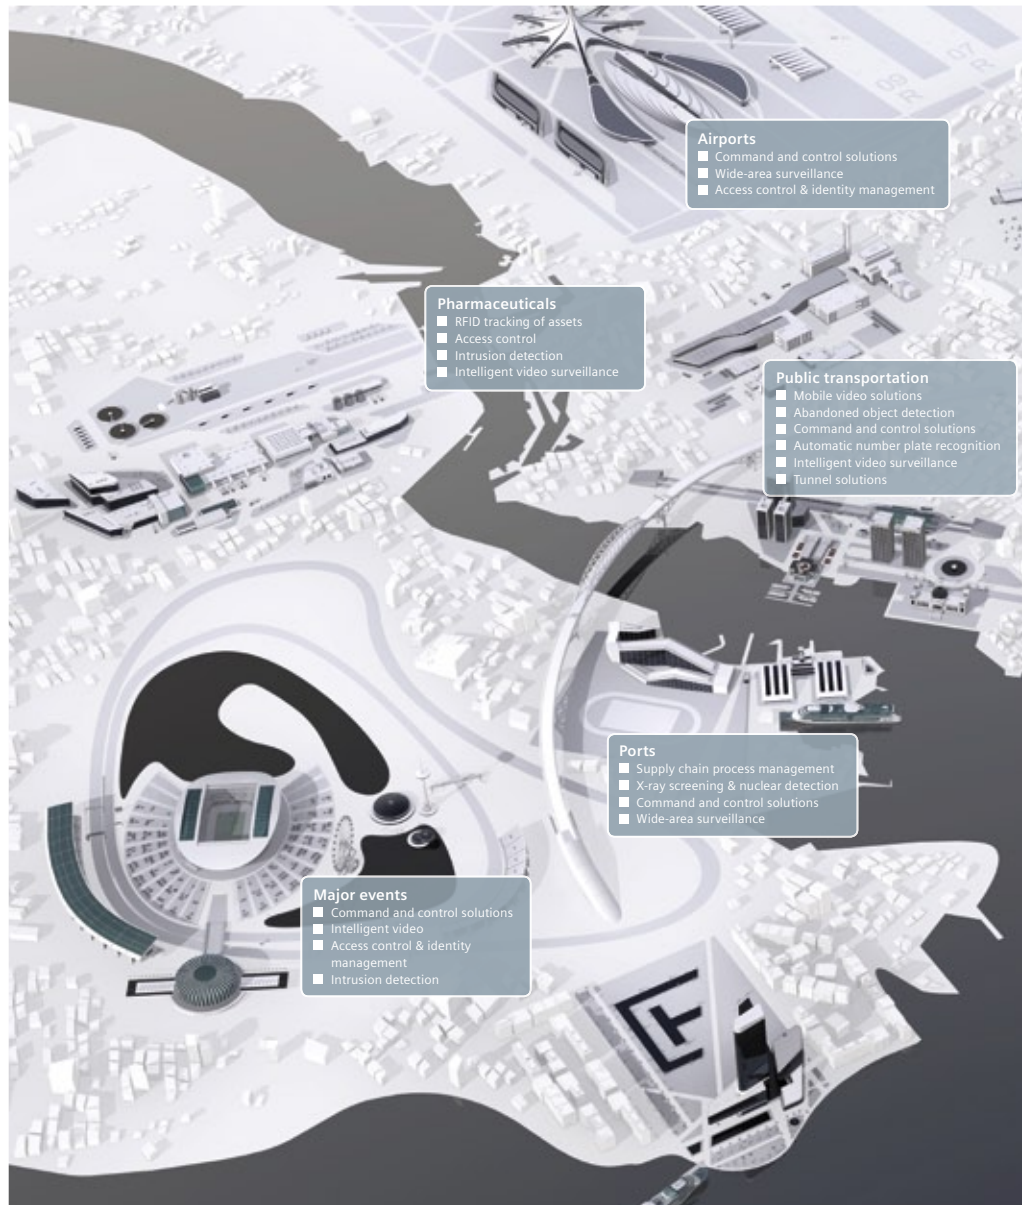 09
R
07
R
Airports
Command and control solutions
Wide-area surveillance
Access control & identity management
Pharmaceuticals
RFID tracking of assets
Access control
Intrusion detection
Intelligent video surveillance
Public transportation
Mobile video solutions
Abandoned object detection
Command and control solutions
Automatic number plate recognition
Intelligent video surveillance
Tunnel solutions
Ports
Supply chain process management
X-ray screening & nuclear detection
Command and control solutions
Wide-area surveillance
Major events
Command and control solutions
Intelligent video
Access control & identity
management
Intrusion detection